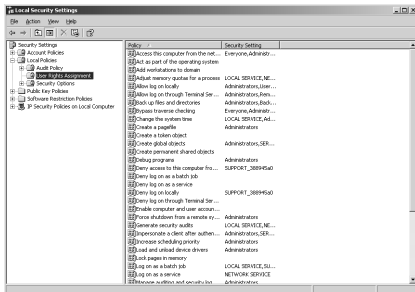 Local Security Settings
File Action View Help
Security Settings
Account Policies
Local Policies
Audit Policy
User Rights Assignment
Security Options
Public Key Policies
Software Restriction Policies
IP Security Policies on Local Computer
Policy Security Setting
Access this computer from the net... Everyone,Administr...
Act as part of the operating system
Add workstations to domain
Adjust memory quotas for a process LOCAL SERVICE,NE...
Allow log on locally Administrators,User...
Allow log on through Terminal Ser... Administrators,Rem...
Back up files and directories Administrators,Back...
Bypass traverse checking Everyone,Administr...
Change the system time LOCAL SERVICE,Ad...
Create a pagefile Administrators
Create a token object
Create global objects Administrators,SER...
Create permanent shared objects
Debug programs Administrators
Deny access to this computer fro... SUPPORT_388945a0
Deny log on as a batch job
Deny log on as a service
Deny log on locally SUPPORT_388945a0
Deny log on through Terminal Ser...
Enable computer and user accoun...
Force shutdown from a remote sy... Administrators
Generate security audits LOCAL SERVICE,NE...
Impersonate a client after authen... Administrators,SER...
Increase scheduling priority Administrators
Load and unload device drivers Administrators
Lock pages in memory
Log on as a batch job LOCAL SERVICE,SU...
Log on as a service NETWORK SERVICE
Manage auditing and security log Administrators